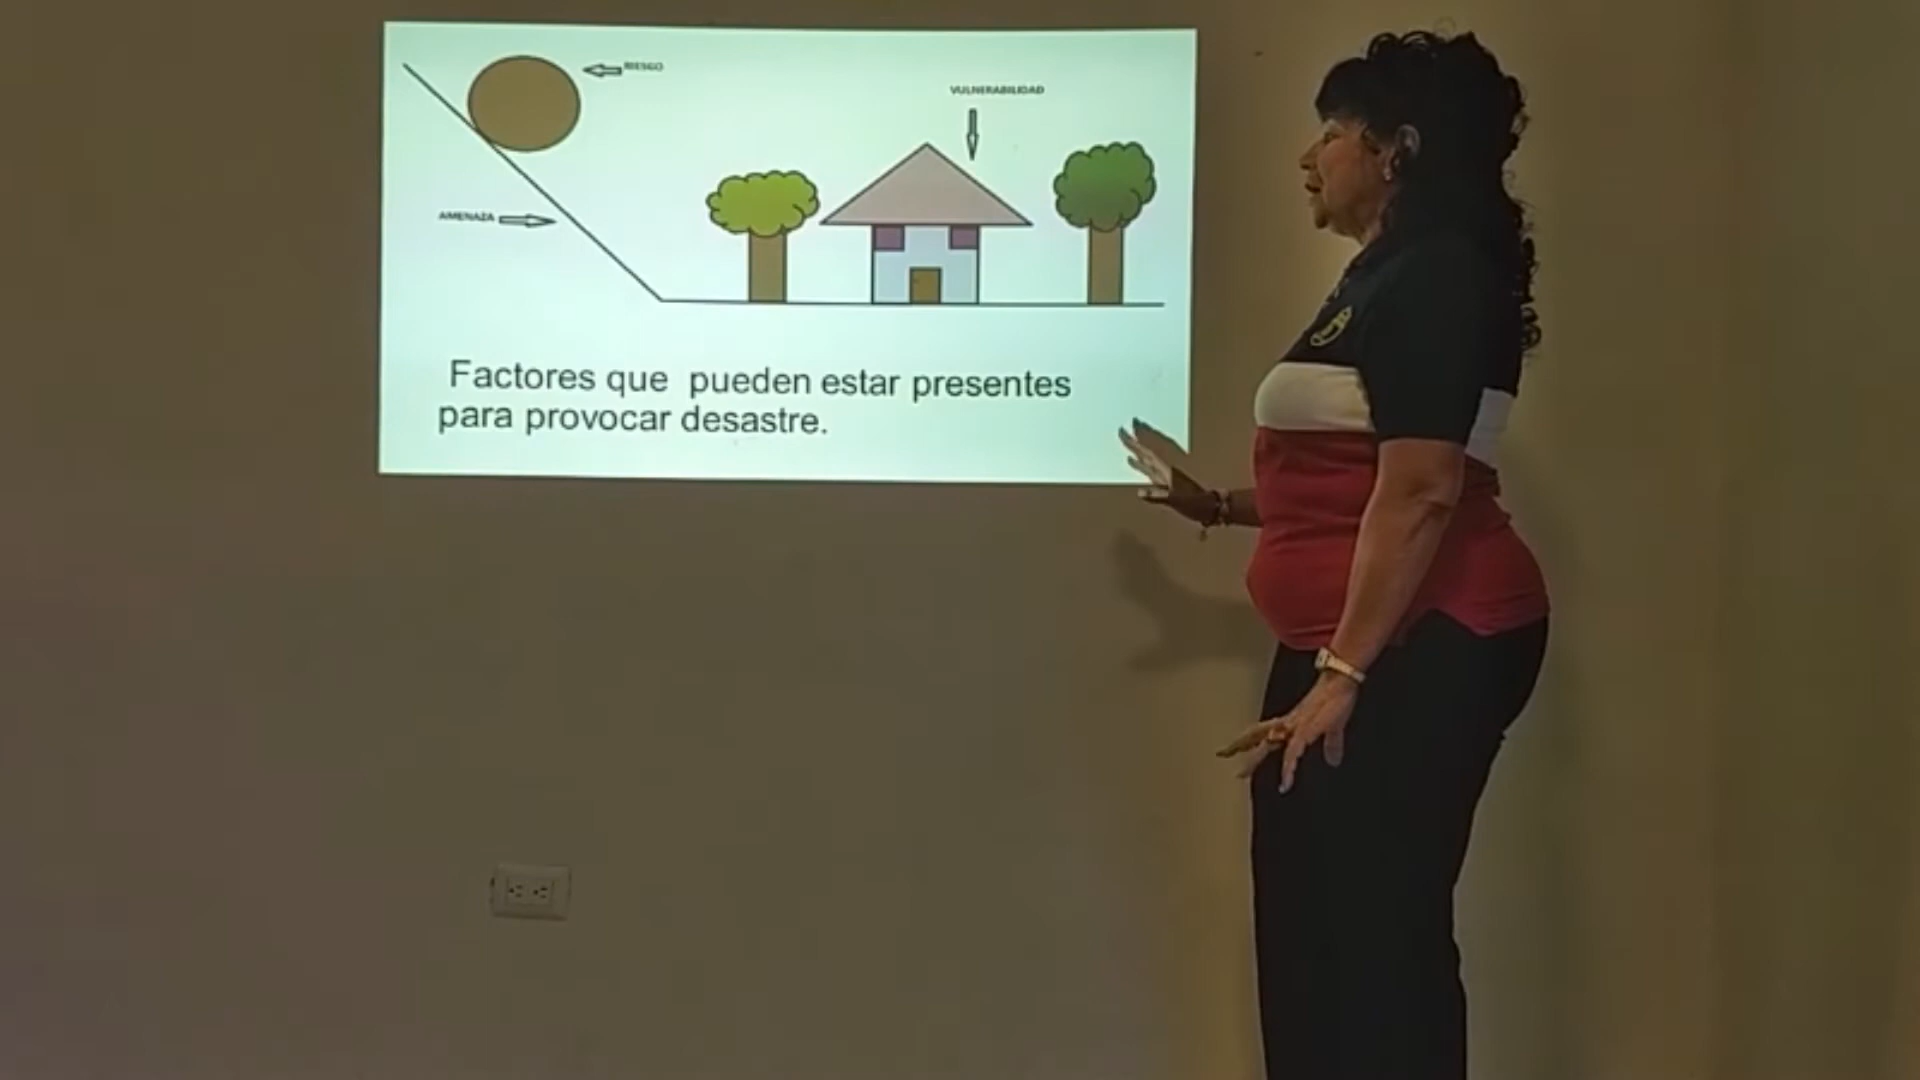 RIESGO
VULNERABILIDAD
AMENAZA
Factores que pueden estar presentes
para provocar desastre.